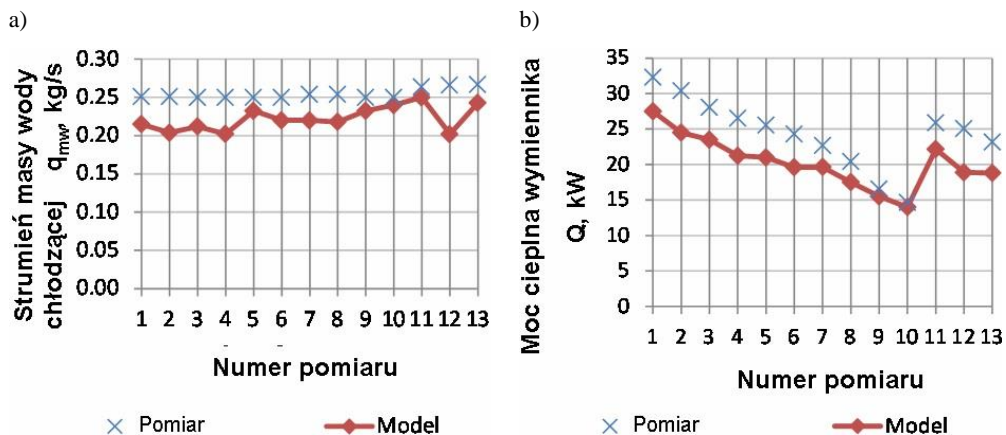 a)
Strumień masy wody
chłodzącej q_mw, kg/s
0.30
0.25
0.20
0.15
0.10
0.05
0.00
1 2 3 4 5 6 7 8 9 10 11 12 13
Numer pomiaru
Pomiar Model
b)
Moc cieplna wymiennika
Q, kW
35
30
25
20
15
10
5
0
1 2 3 4 5 6 7 8 9 10 11 12 13
Numer pomiaru
Pomiar Model